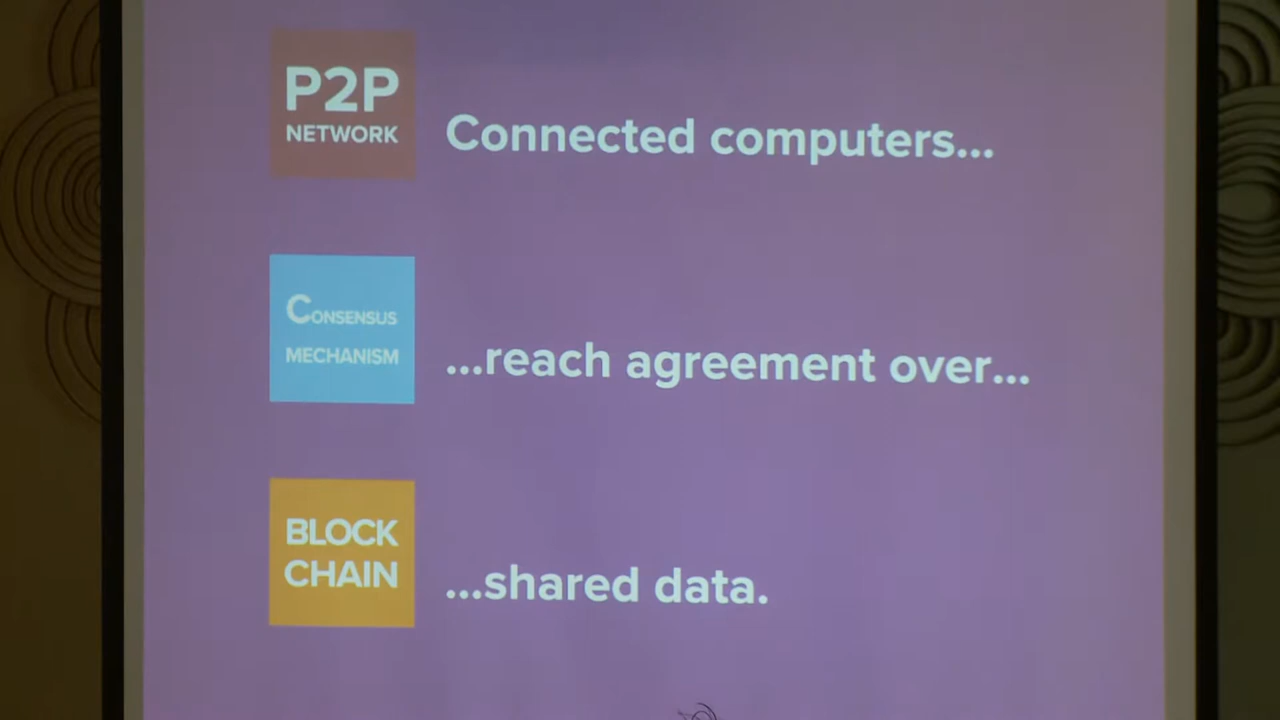 P2P
NETWORK
Connected computers...
CONSENSUS
MECHANISM
...reach agreement over...
BLOCK
CHAIN
...shared data.